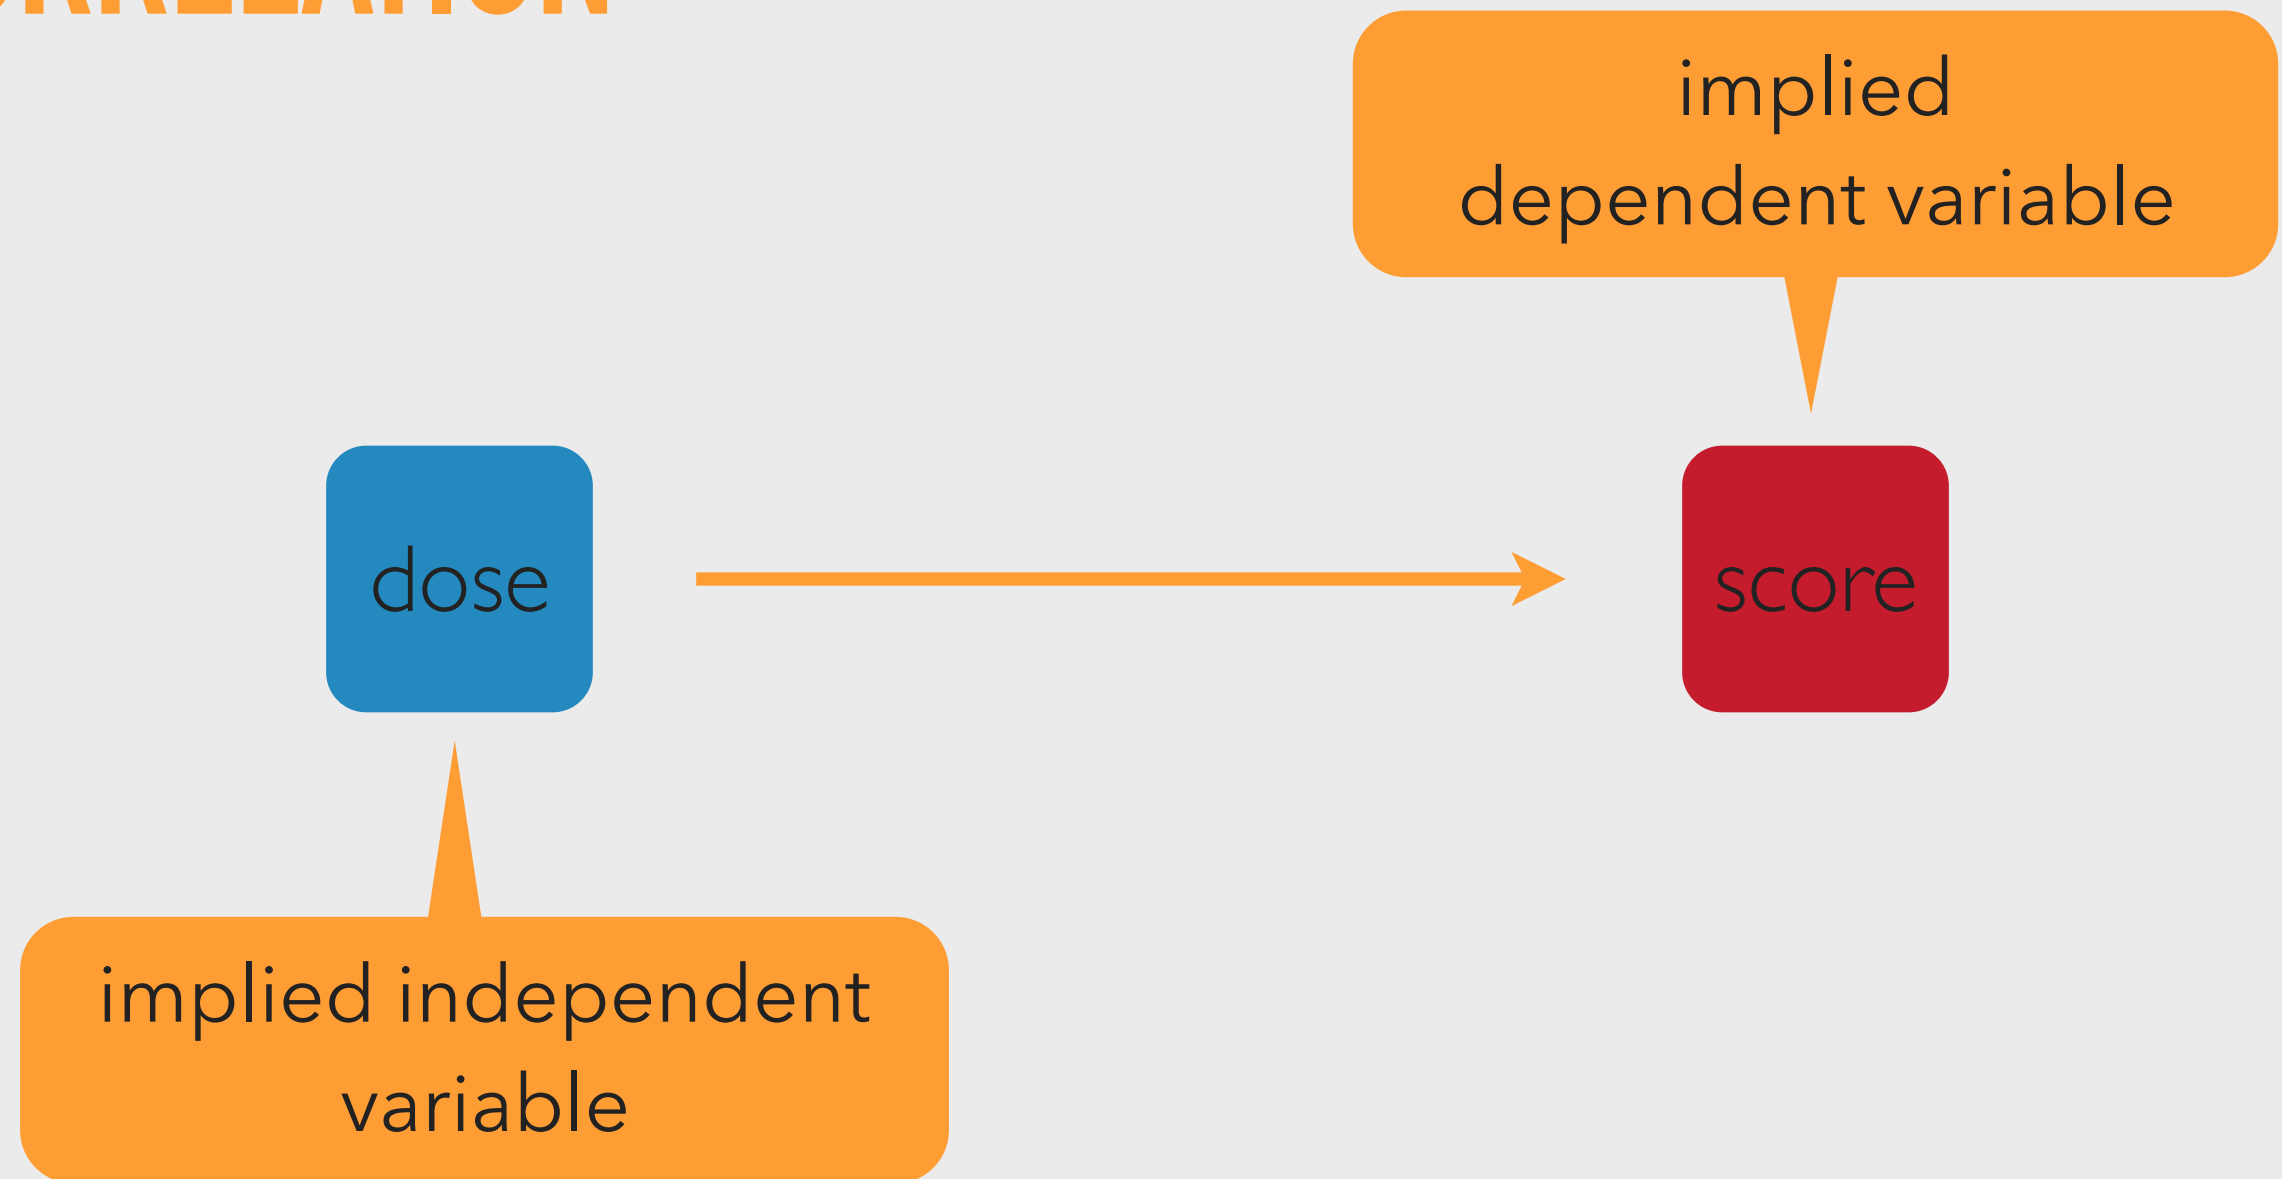 implied
dependent variable
dose
score
implied independent
variable